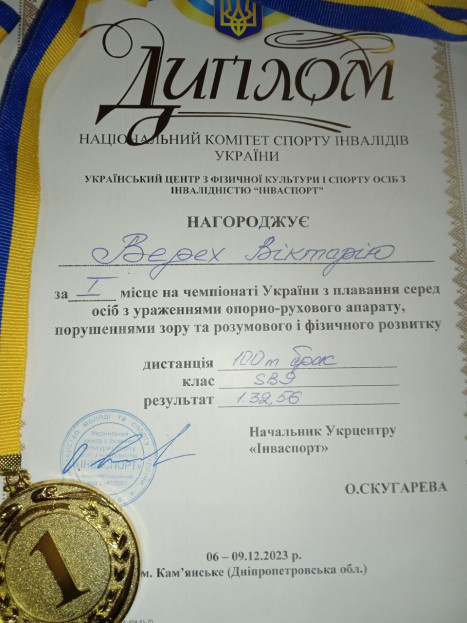 Диплом
НАЦІОНАЛЬНИЙ КОМІТЕТ СПОРТУ ІНВАЛІДІВ
УКРАЇНИ
УКРАЇНСЬКИЙ ЦЕНТР З ФІЗИЧНОЇ КУЛЬТУРИ І СПОРТУ ОСІБ З
ІНВАЛІДНІСТЮ “ІНВАСПОРТ”
НАГОРОДЖУЄ
Верех Вікторію
за I місце на чемпіонаті України з плавання серед
осіб з ураженнями опорно-рухового апарату,
порушеннями зору та розумового і фізичного розвитку
дистанція 100m брас
клас SB9
результат 1.32,56
Начальник Укрцентру
«Інваспорт»
О.СКУГАРЕВА
"ІНВАСПОРТ"
1
06 – 09.12.2023 р.
м. Кам’янське (Дніпропетровська обл.)